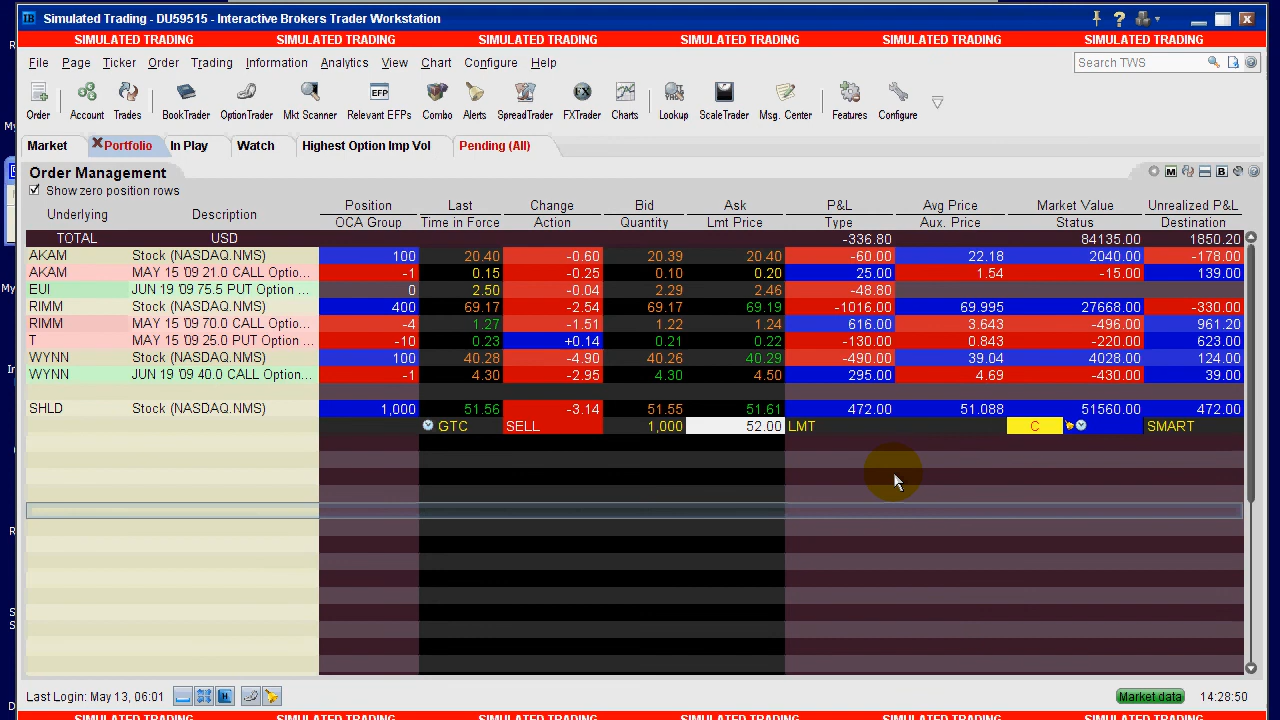 Simulated Trading - DU59515 - Interactive Brokers Trader Workstation
SIMULATED TRADING SIMULATED TRADING SIMULATED TRADING SIMULATED TRADING SIMULATED TRADING SIMULATED TRADING
File Page Ticker Order Trading Information Analytics View Chart Configure Help Search TWS
Order Account Trades BookTrader OptionTrader Mkt Scanner Relevant EFPs Combo Alerts SpreadTrader FXTrader Charts Lookup ScaleTrader Msg. Center Features Configure
Market Portfolio In Play Watch Highest Option Imp Vol Pending (All)
Order Management
Show zero position rows
Underlying Description Position Last Change Bid Ask P&L Avg Price Market Value Unrealized P&L
OCA Group Time in Force Action Quantity Lmt Price Type Aux. Price Status Destination
TOTAL USD -336.80 84135.00 1850.20
AKAM Stock (NASDAQ.NMS) 100 20.40 -0.60 20.39 20.40 -60.00 22.18 2040.00 -178.00
AKAM MAY 15 '09 21.0 CALL Optio... -1 0.15 -0.25 0.10 0.20 25.00 1.54 -15.00 139.00
EUI JUN 19 '09 75.5 PUT Option ... 0 2.50 -0.04 2.29 2.46 -48.80
RIMM Stock (NASDAQ.NMS) 400 69.17 -2.54 69.17 69.19 -1016.00 69.995 27668.00 -330.00
RIMM MAY 15 '09 70.0 CALL Optio... -4 1.27 -1.51 1.22 1.24 616.00 3.643 -496.00 961.20
T MAY 15 '09 25.0 PUT Option ... -10 0.23 +0.14 0.21 0.22 -130.00 0.843 -220.00 623.00
WYNN Stock (NASDAQ.NMS) 100 40.28 -4.90 40.26 40.29 -490.00 39.04 4028.00 124.00
WYNN JUN 19 '09 40.0 CALL Option... -1 4.30 -2.95 4.30 4.50 295.00 4.69 -430.00 39.00
SHLD Stock (NASDAQ.NMS) 1,000 51.56 -3.14 51.55 51.61 472.00 51.088 51560.00 472.00
GTC SELL 1,000 52.00 LMT C SMART
Last Login: May 13, 06:01 Market data 14:28:50
SIMULATED TRADING SIMULATED TRADING SIMULATED TRADING SIMULATED TRADING SIMULATED TRADING SIMULATED TRADING